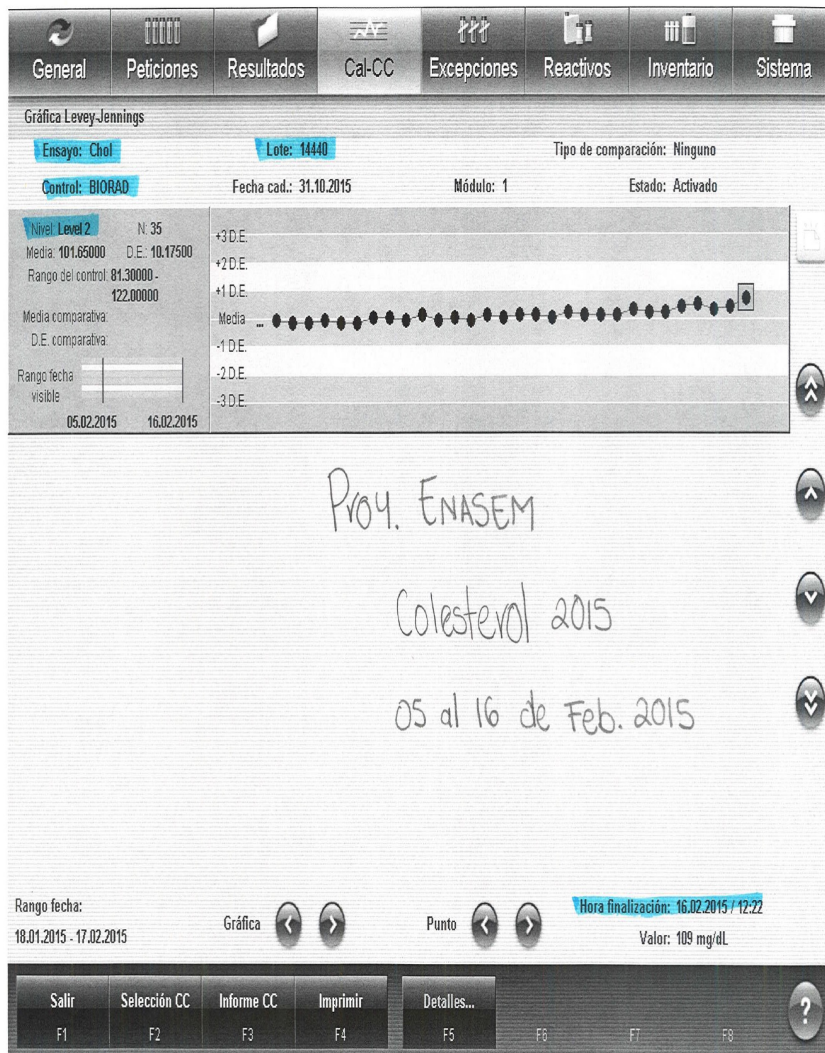 General Peticiones Resultados Cal-CC Excepciones Reactivos Inventario Sistema
Gráfica Levey-Jennings
Ensayo: Chol Lote: 14440 Tipo de comparación: Ninguno
Control: BIORAD Fecha cad.: 31.10.2015 Módulo: 1 Estado: Activado
Nivel: Level 2 N: 35
Media: 101.65000 D.E.: 10.17500
Rango del control: 81.30000 -
122.00000
Media comparativa:
D.E. comparativa:
Rango fecha
visible
05.02.2015 16.02.2015
+3 D.E.
+2 D.E.
+1 D.E.
Media ...
-1 D.E.
-2 D.E.
-3 D.E.
Proy. ENASEM
Colesterol 2015
05 al 16 de Feb. 2015
Rango fecha:
18.01.2015 - 17.02.2015
Gráfica
Punto
Hora finalización: 16.02.2015 / 12:22
Valor: 109 mg/dL
Salir Selección CC Informe CC Imprimir Detalles...
F1 F2 F3 F4 F5 F6 F7 F8
?